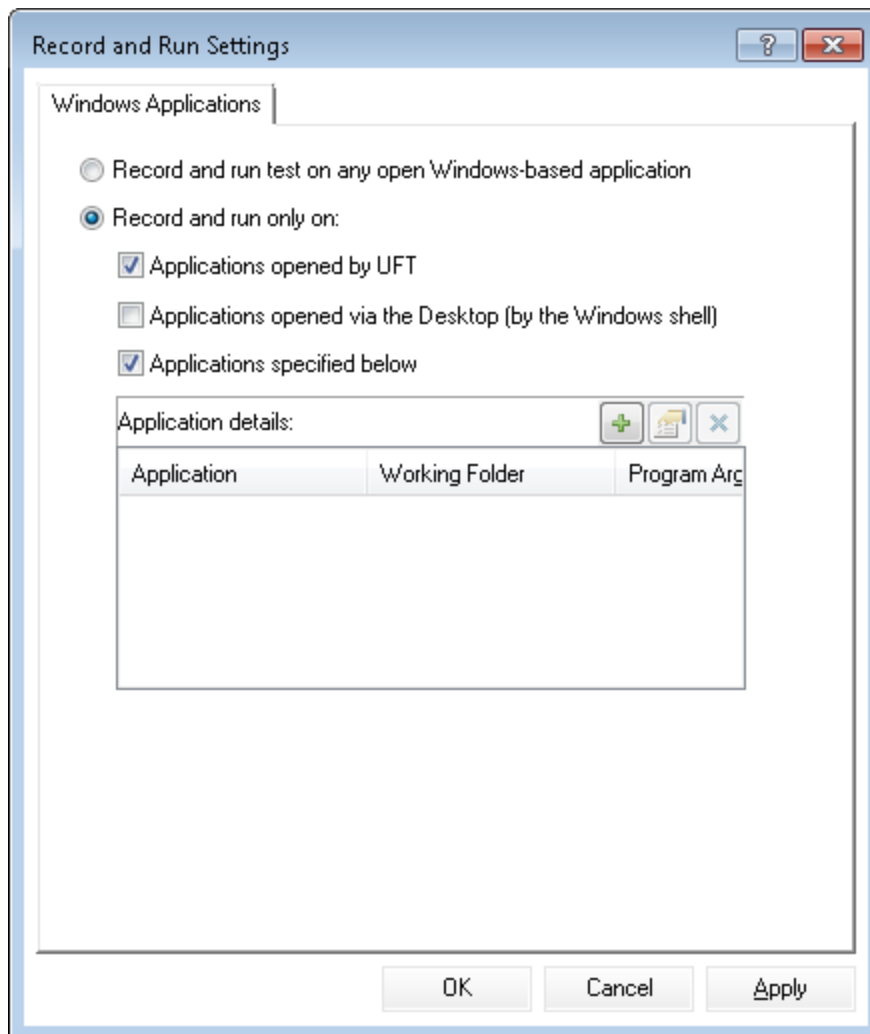 Record and Run Settings
Windows Applications
Record and run test on any open Windows-based application
Record and run only on:
Applications opened by UFT
Applications opened via the Desktop (by the Windows shell)
Applications specified below
Application details:
Application Working Folder Program Arg
OK Cancel Apply